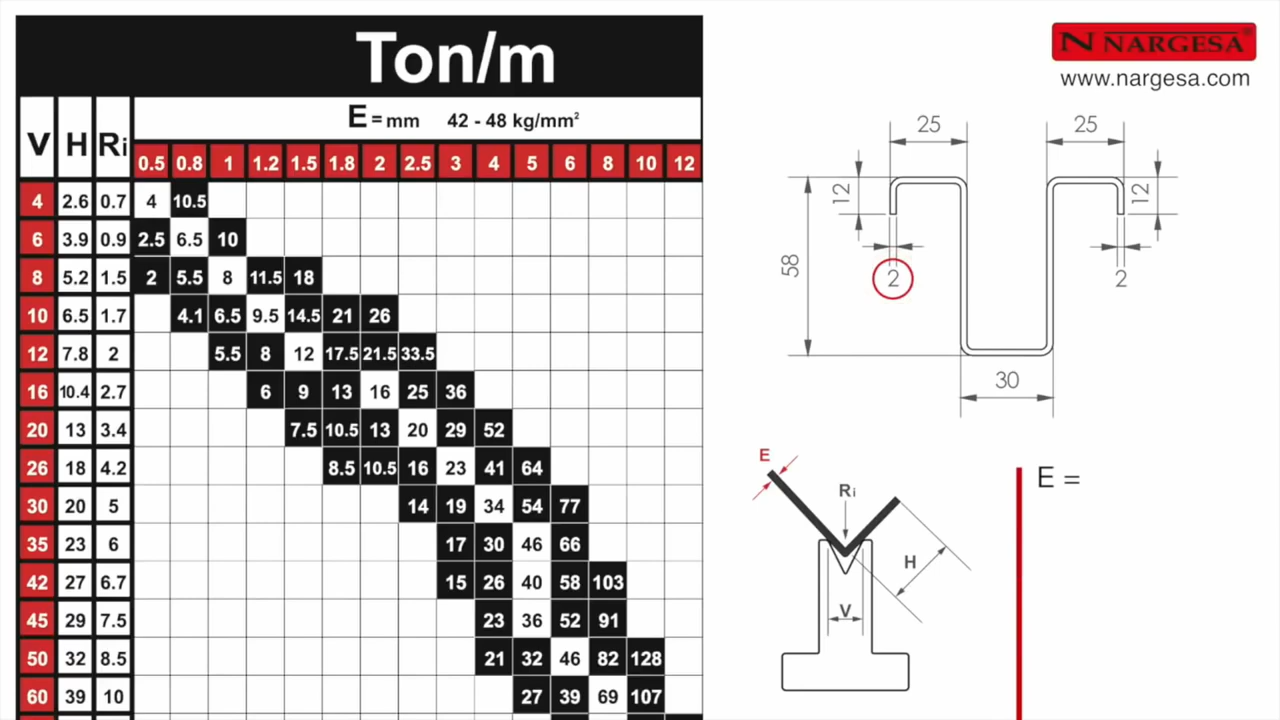 Ton/m
V H Ri E = mm 42 - 48 kg/mm²
0.5 0.8 1 1.2 1.5 1.8 2 2.5 3 4 5 6 8 10 12
4 2.6 0.7 4 10.5
6 3.9 0.9 2.5 6.5 10
8 5.2 1.5 2 5.5 8 11.5 18
10 6.5 1.7 4.1 6.5 9.5 14.5 21 26
12 7.8 2 5.5 8 12 17.5 21.5 33.5
16 10.4 2.7 6 9 13 16 25 36
20 13 3.4 7.5 10.5 13 20 29 52
26 18 4.2 8.5 10.5 16 23 41 64
30 20 5 14 19 34 54 77
35 23 6 17 30 46 66
42 27 6.7 15 26 40 58 103
45 29 7.5 23 36 52 91
50 32 8.5 21 32 46 82 128
60 39 10 27 39 69 107
N NARGESA®
www.nargesa.com
25 25
12 12
58
2 2
30
E
Ri
H
V
E =